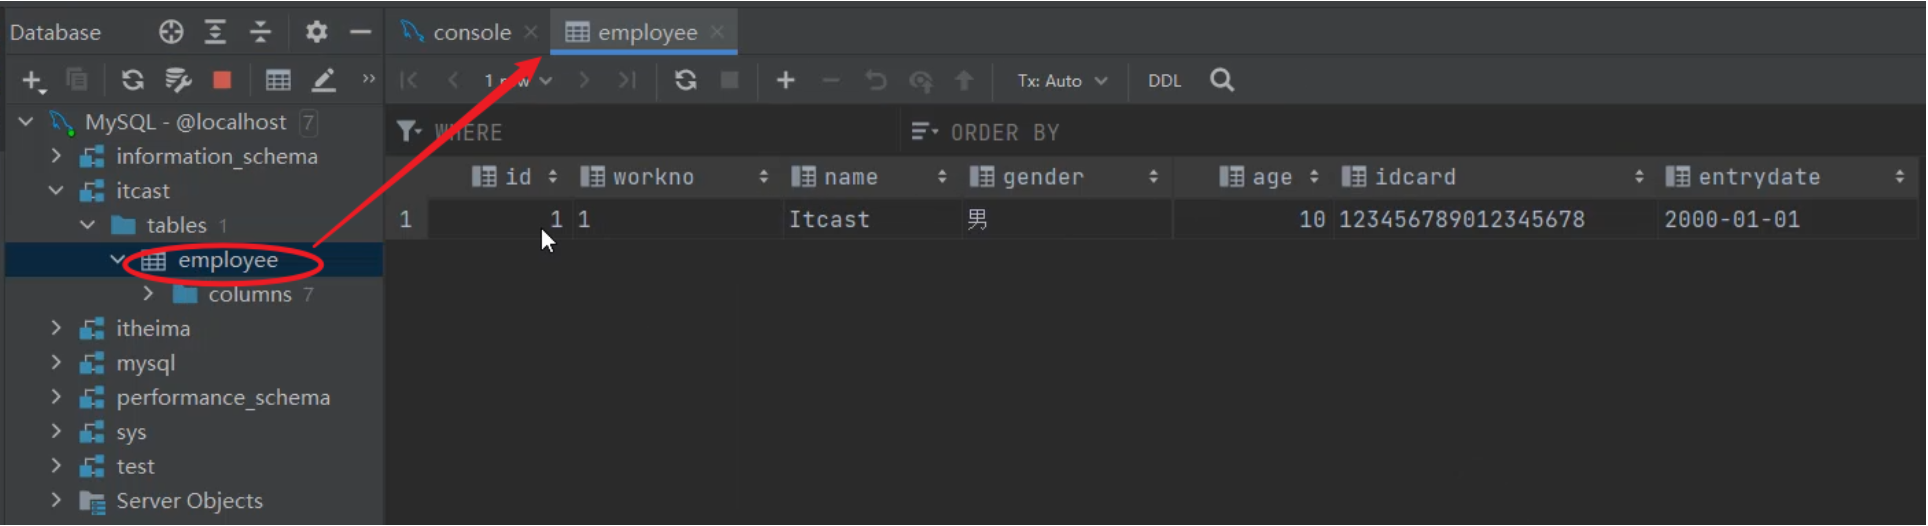 Database
console
employee
1 row
Tx: Auto
DDL
MySQL - @localhost 7
WHERE
ORDER BY
information_schema
id workno name gender age idcard entrydate
itcast
1 1 1 Itcast 男 10 123456789012345678 2000-01-01
tables 1
employee
columns 7
itheima
mysql
performance_schema
sys
test
Server Objects